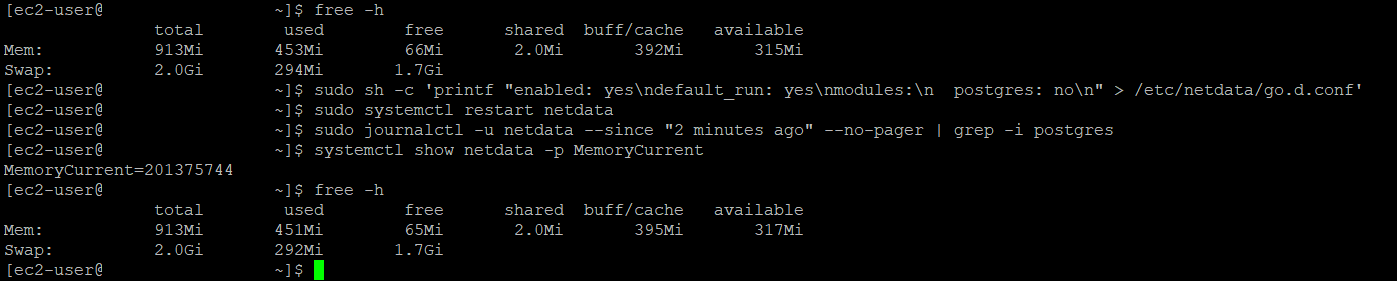 [ec2-user@ ~]$ free -h
total used free shared buff/cache available
Mem: 913Mi 453Mi 66Mi 2.0Mi 392Mi 315Mi
Swap: 2.0Gi 294Mi 1.7Gi
[ec2-user@ ~]$ sudo sh -c 'printf "enabled: yes\ndefault_run: yes\nmodules:\n  postgres: no\n" > /etc/netdata/go.d.conf'
[ec2-user@ ~]$ sudo systemctl restart netdata
[ec2-user@ ~]$ sudo journalctl -u netdata --since "2 minutes ago" --no-pager | grep -i postgres
[ec2-user@ ~]$ systemctl show netdata -p MemoryCurrent
MemoryCurrent=201375744
[ec2-user@ ~]$ free -h
total used free shared buff/cache available
Mem: 913Mi 451Mi 65Mi 2.0Mi 395Mi 317Mi
Swap: 2.0Gi 292Mi 1.7Gi
[ec2-user@ ~]$